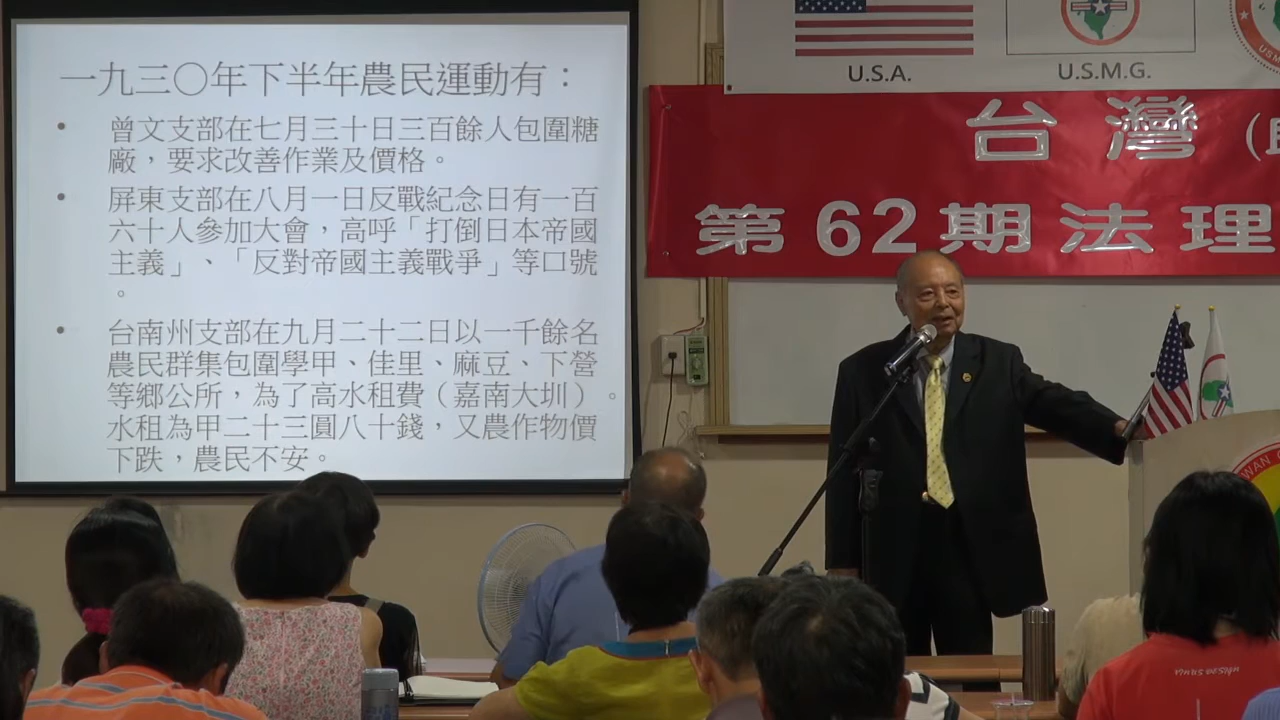 一九三〇年下半年農民運動有：
• 曾文支部在七月三十日三百餘人包圍糖
廠，要求改善作業及價格。
• 屏東支部在八月一日反戰紀念日有一百
六十人參加大會，高呼「打倒日本帝國
主義」、「反對帝國主義戰爭」等口號
。
• 台南州支部在九月二十二日以一千餘名
農民群集包圍學甲、佳里、麻豆、下營
等鄉公所，為了高水租費（嘉南大圳）。
水租為甲二十三圓八十錢，又農作物價
下跌，農民不安。
U.S.A.
U.S.M.G.
台灣
第62期法理